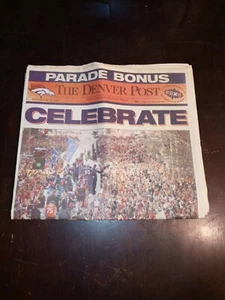 PARADE BONUS
THE DENVER POST
CELEBRATE